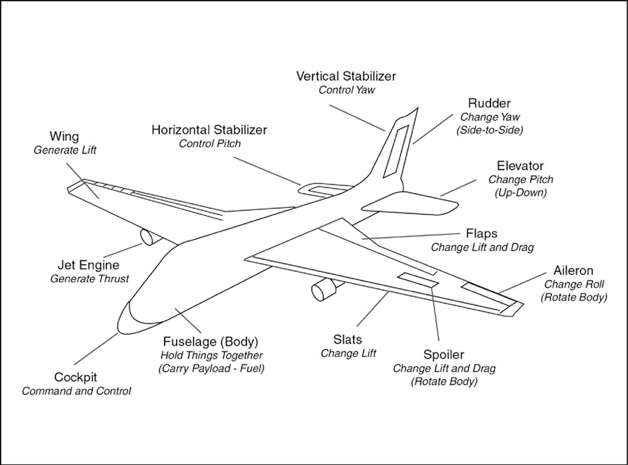 Vertical Stabilizer
Control Yaw
Rudder
Change Yaw
(Side-to-Side)
Horizontal Stabilizer
Control Pitch
Wing
Generate Lift
Elevator
Change Pitch
(Up-Down)
Flaps
Change Lift and Drag
Jet Engine
Generate Thrust
Aileron
Change Roll
(Rotate Body)
Fuselage (Body)
Hold Things Together
(Carry Payload - Fuel)
Slats
Change Lift
Spoiler
Change Lift and Drag
(Rotate Body)
Cockpit
Command and Control